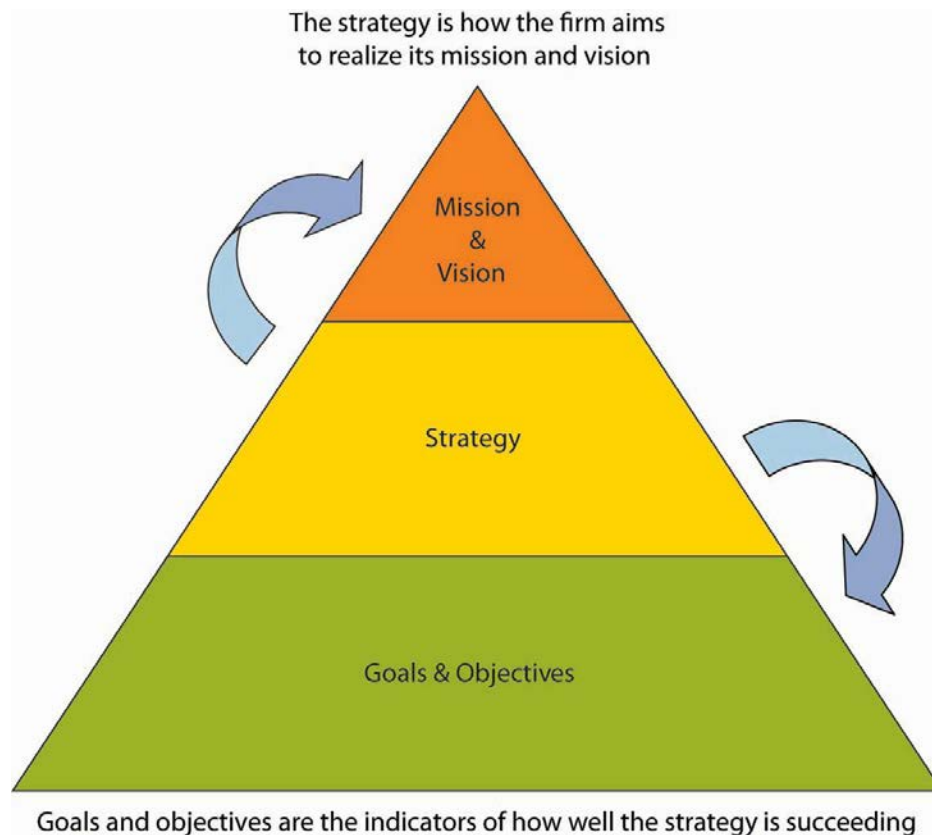 The strategy is how the firm aims
to realize its mission and vision
Mission
&
Vision
Strategy
Goals & Objectives
Goals and objectives are the indicators of how well the strategy is succeeding